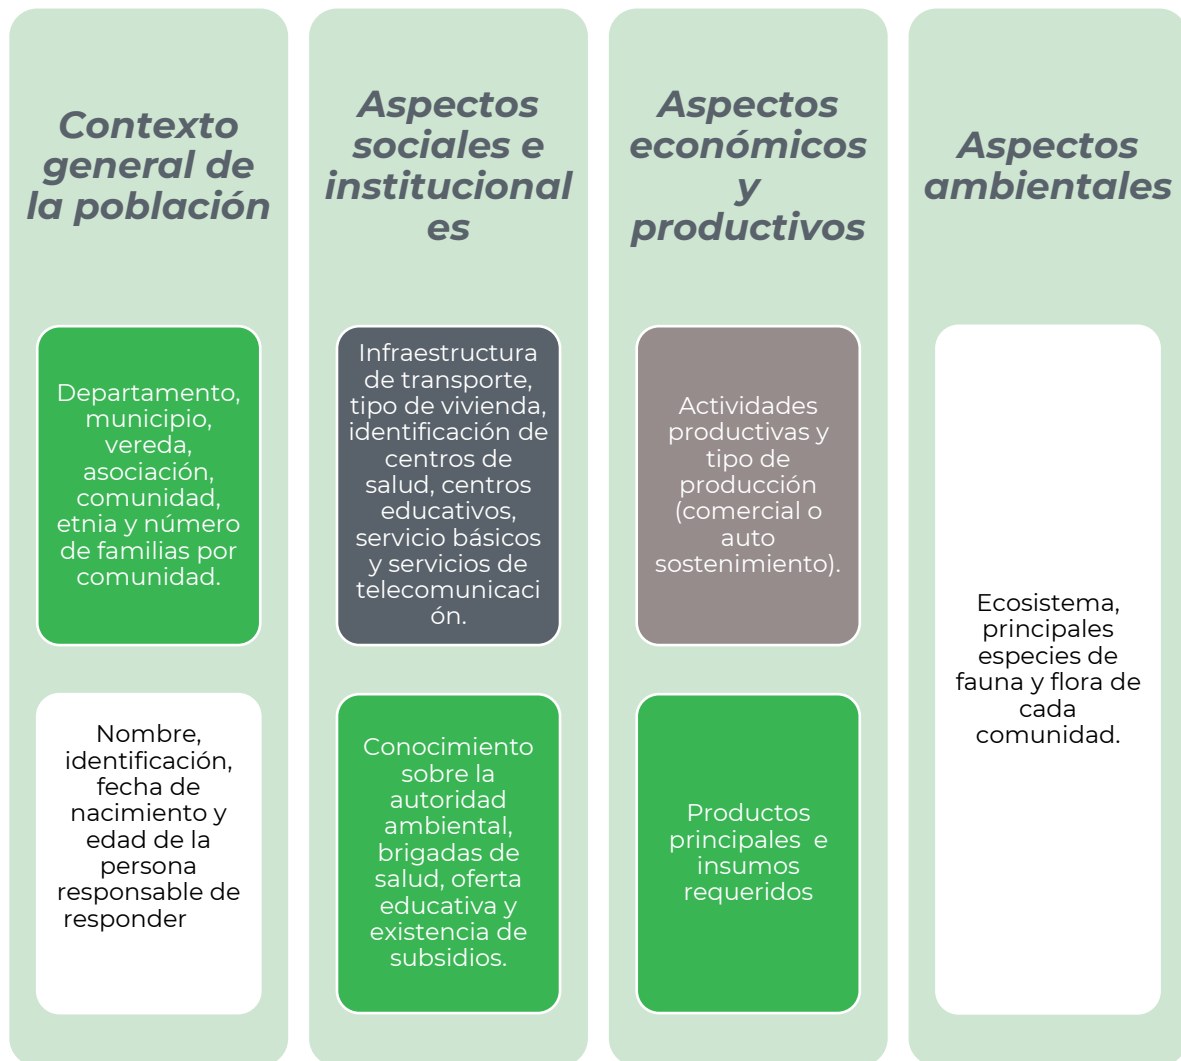 Contexto
general de
la población
Departamento,
municipio,
vereda,
asociación,
comunidad,
etnia y número
de familias por
comunidad.
Nombre,
identificación,
fecha de
nacimiento y
edad de la
persona
responsable de
responder
Aspectos
sociales e
institucional
es
Infraestructura
de transporte,
tipo de vivienda,
identificación de
centros de
salud, centros
educativos,
servicio básicos
y servicios de
telecomunicaci
ón.
Conocimiento
sobre la
autoridad
ambiental,
brigadas de
salud, oferta
educativa y
existencia de
subsidios.
Aspectos
económicos
y
productivos
Actividades
productivas y
tipo de
producción
(comercial o
auto
sostenimiento).
Productos
principales e
insumos
requeridos
Aspectos
ambientales
Ecosistema,
principales
especies de
fauna y flora de
cada
comunidad.